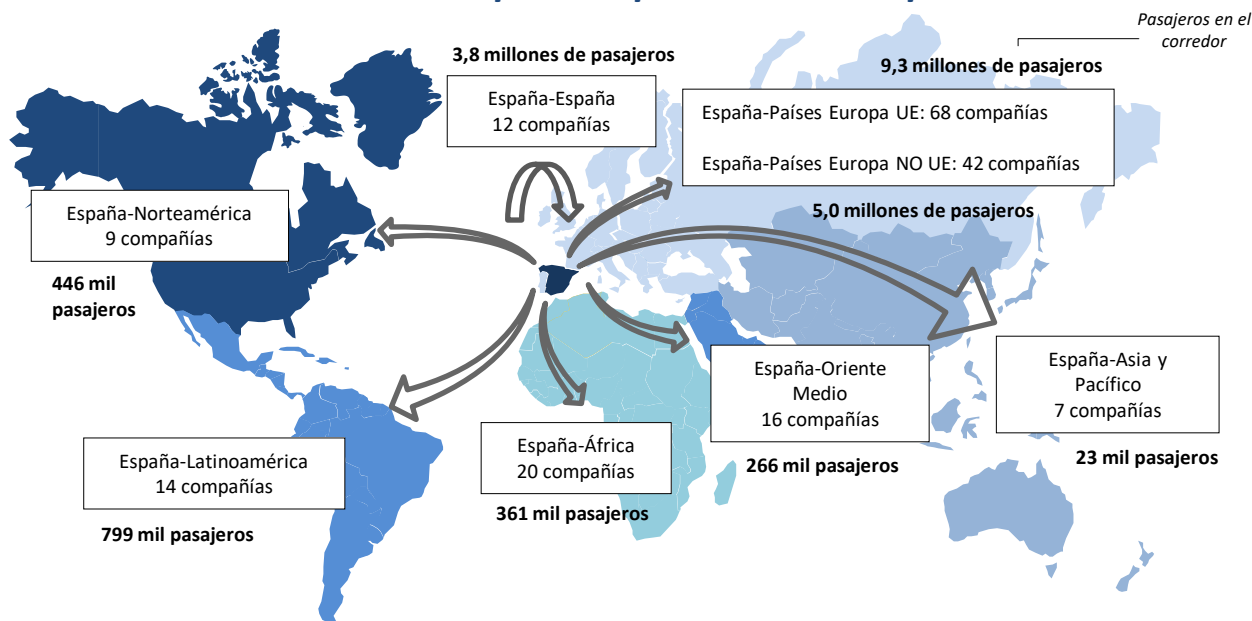 Pasajeros en el
corredor
3,8 millones de pasajeros
España-España
12 compañías
9,3 millones de pasajeros
España-Países Europa UE: 68 compañías
España-Países Europa NO UE: 42 compañías
5,0 millones de pasajeros
España-Norteamérica
9 compañías
446 mil
pasajeros
España-Oriente
Medio
16 compañías
266 mil pasajeros
España-Asia y
Pacífico
7 compañías
23 mil pasajeros
España-África
20 compañías
361 mil pasajeros
España-Latinoamérica
14 compañías
799 mil pasajeros